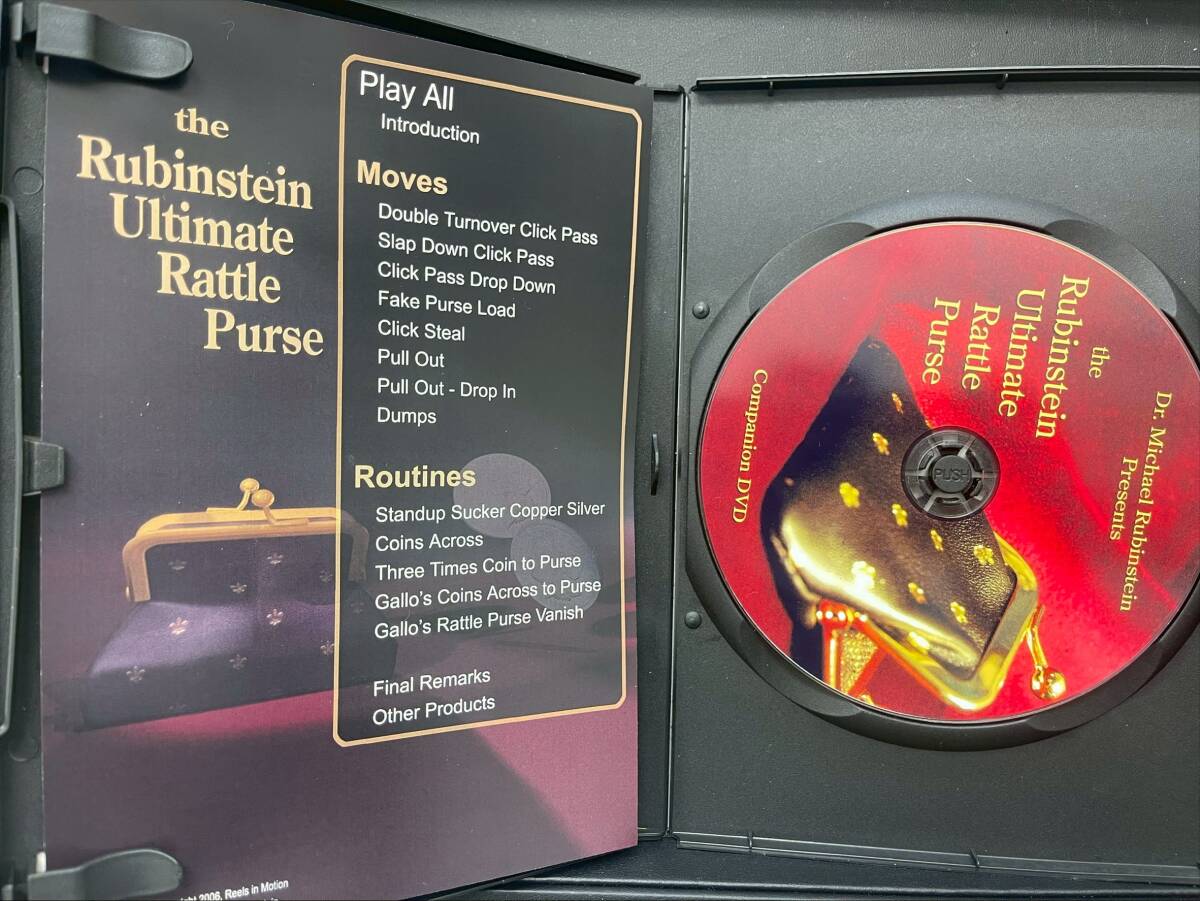 the
Rubinstein
Ultimate
Rattle
Purse
Play All
Introduction
Moves
Double Turnover Click Pass
Slap Down Click Pass
Click Pass Drop Down
Fake Purse Load
Click Steal
Pull Out
Pull Out - Drop In
Dumps
Routines
Standup Sucker Copper Silver
Coins Across
Three Times Coin to Purse
Gallo's Coins Across to Purse
Gallo's Rattle Purse Vanish
Final Remarks
Other Products
2006, Reels in Motion
Dr. Michael Rubinstein
Presents
the
Rubinstein
Ultimate
Rattle
Purse
Companion DVD
PUSH